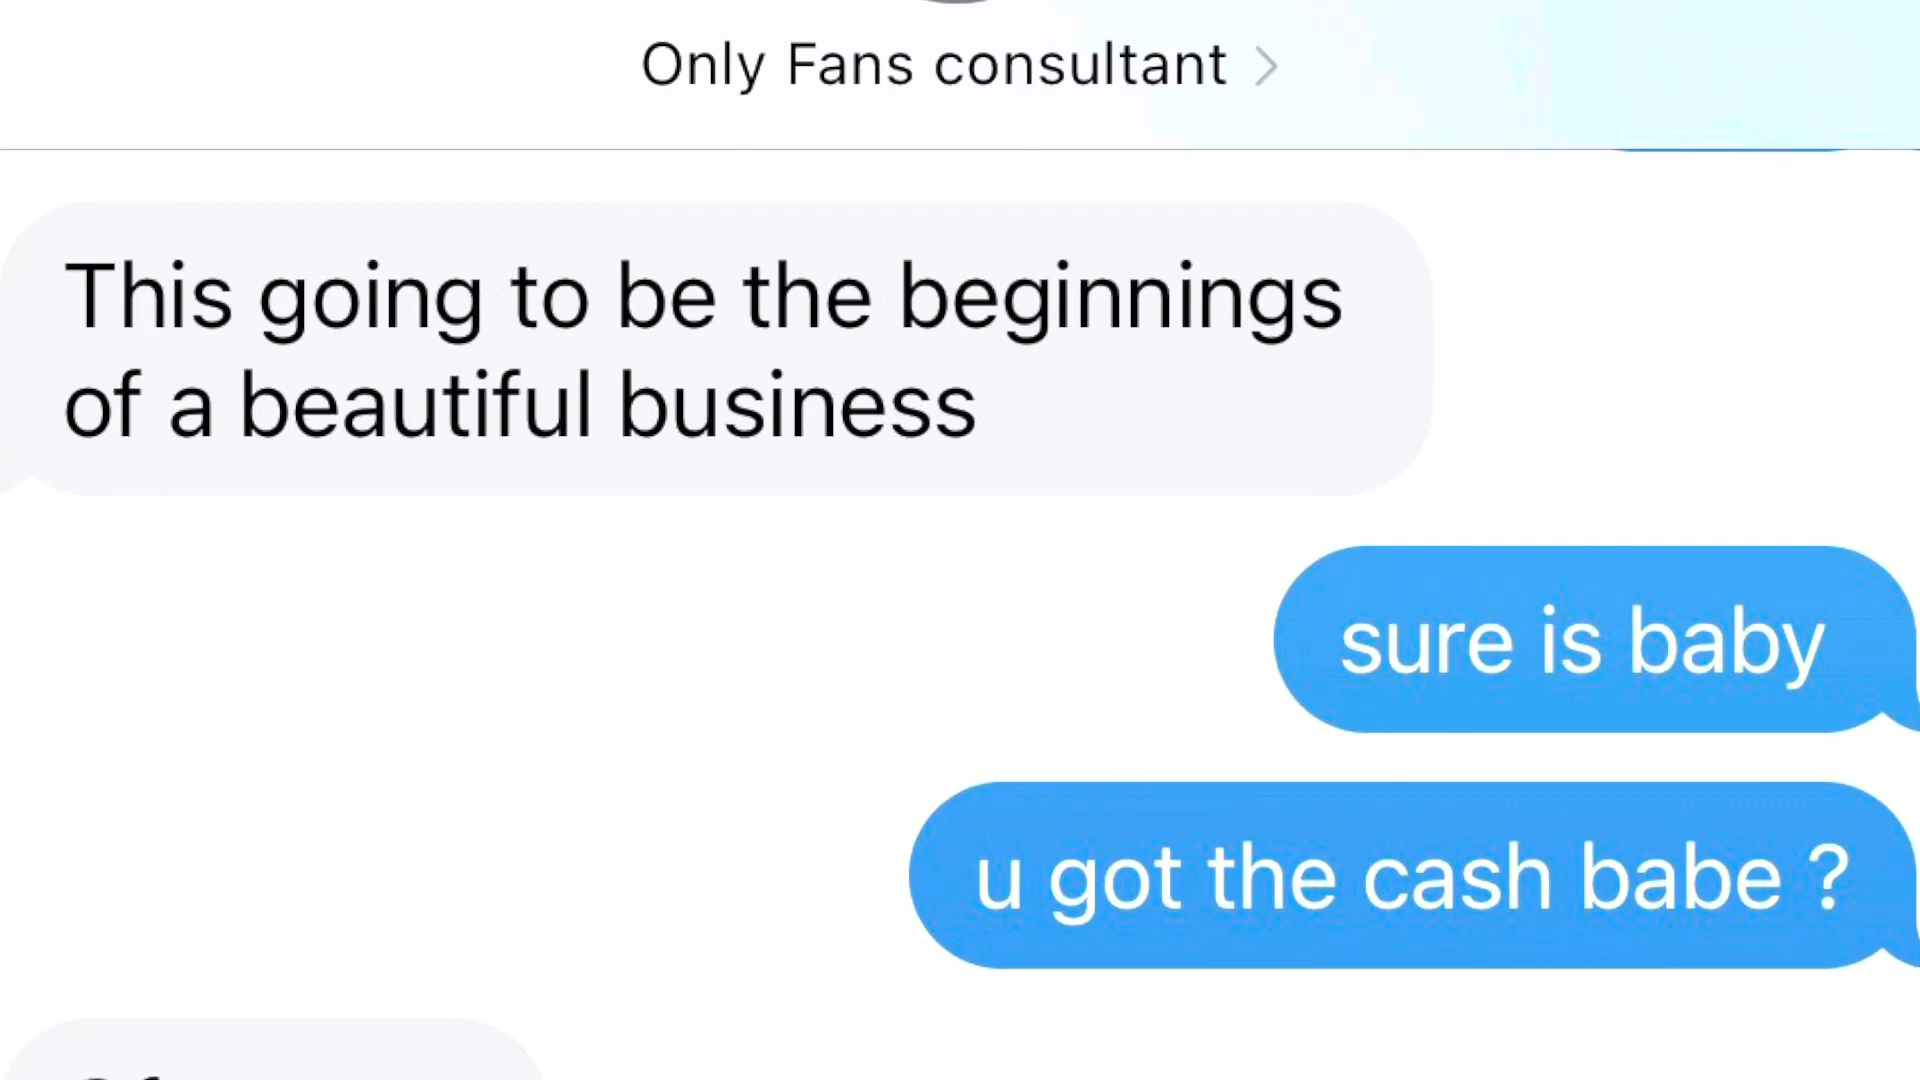 Only Fans consultant
This going to be the beginnings
of a beautiful business
sure is baby
u got the cash babe ?